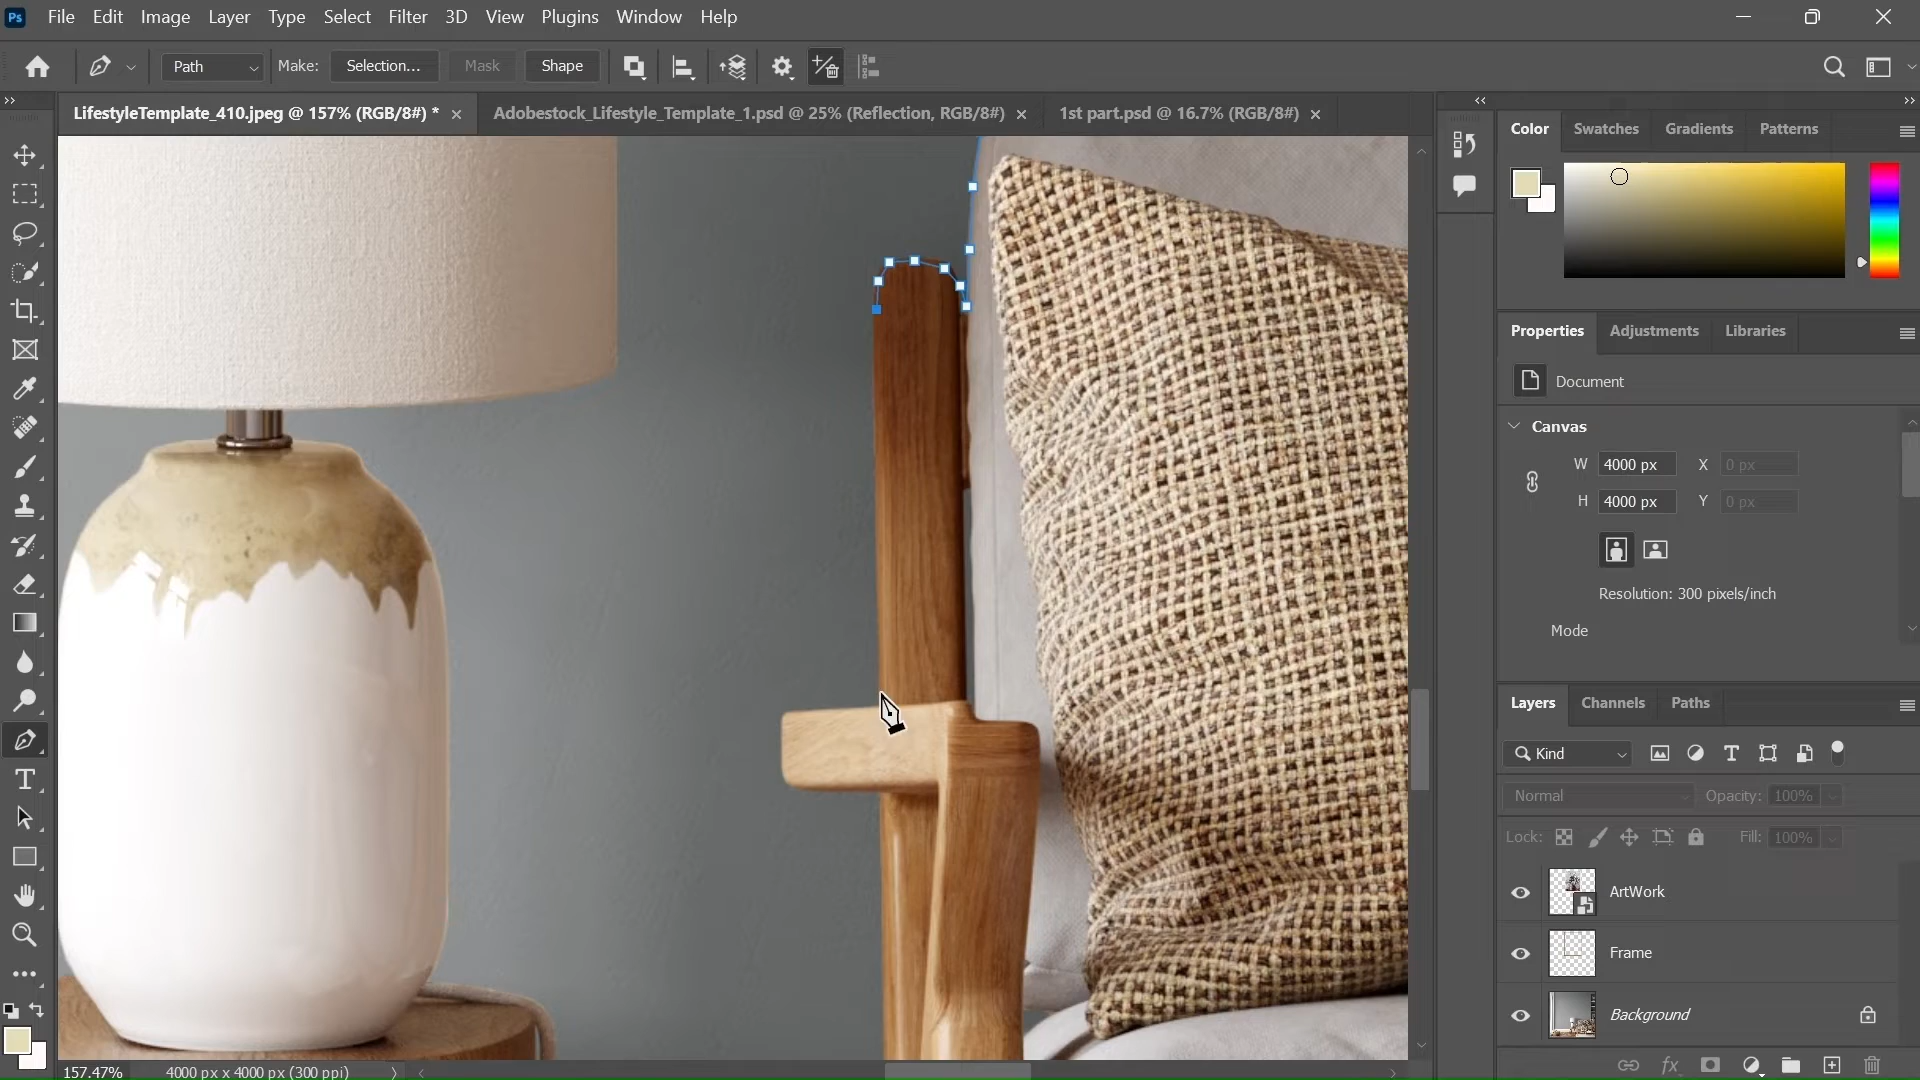 Ps File Edit Image Layer Type Select Filter 3D View Plugins Window Help
Path Make: Selection... Mask Shape
LifestyleTemplate_410.jpeg @ 157% (RGB/8#) * × Adobestock_Lifestyle_Template_1.psd @ 25% (Reflection, RGB/8#) × 1st part.psd @ 16.7% (RGB/8#) ×
Color Swatches Gradients Patterns
Properties Adjustments Libraries
Document
Canvas
W 4000 px X 0 px
H 4000 px Y 0 px
Resolution: 300 pixels/inch
Mode
Layers Channels Paths
Kind
Normal Opacity: 100%
Lock: Fill: 100%
ArtWork
Frame
Background
157.47% 4000 px x 4000 px (300 ppi)